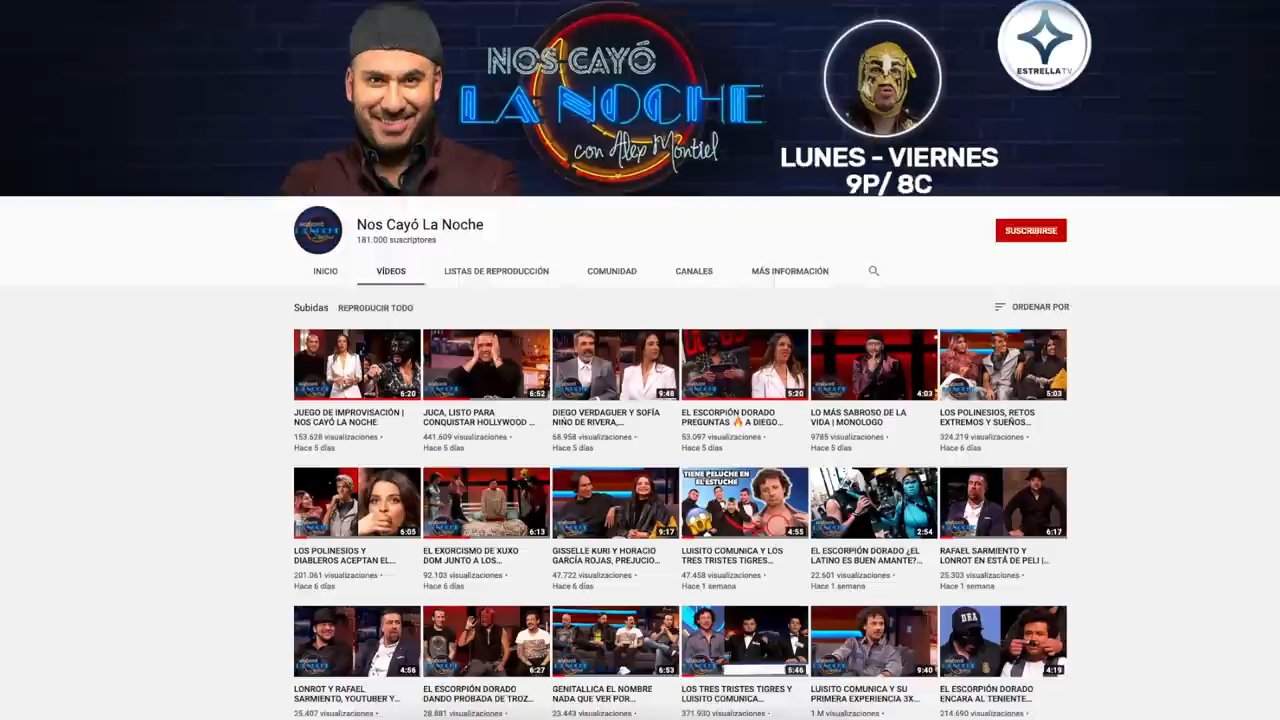 NOS CAYÓ
LA NOCHE
con Alex Montiel
LUNES - VIERNES
9P/ 8C
ESTRELLA TV
Nos Cayó La Noche
181.000 suscriptores
SUSCRIBIRSE
INICIO VÍDEOS LISTAS DE REPRODUCCIÓN COMUNIDAD CANALES MÁS INFORMACIÓN
Subidas REPRODUCIR TODO ORDENAR POR
6:20 6:52 9:48 5:20 4:03 5:03
JUEGO DE IMPROVISACIÓN | JUCA, LISTO PARA DIEGO VERDAGUER Y SOFÍA EL ESCORPIÓN DORADO LO MÁS SABROSO DE LA LOS POLINESIOS, RETOS
NOS CAYÓ LA NOCHE CONQUISTAR HOLLYWOOD ... NIÑO DE RIVERA,... PREGUNTAS 🔥 A DIEGO... VIDA | MONOLOGO EXTREMOS Y SUEÑOS...
153.628 visualizaciones • 441.609 visualizaciones • 68.958 visualizaciones • 53.097 visualizaciones • 9785 visualizaciones • 324.219 visualizaciones •
Hace 5 días Hace 5 días Hace 5 días Hace 5 días Hace 5 días Hace 6 días
TIENE PELUCHE EN
EL ESTUCHE
6:05 6:13 9:17 4:55 2:54 6:17
LOS POLINESIOS Y EL EXORCISMO DE XUXO GISSELLE KURI Y HORACIO LUISITO COMUNICA Y LOS EL ESCORPIÓN DORADO ¿EL RAFAEL SARMIENTO Y
DIABLEROS ACEPTAN EL... DOM JUNTO A LOS... GARCÍA ROJAS, PREJUCIO... TRES TRISTES TIGRES... LATINO ES BUEN AMANTE?... LONROT EN ESTÁ DE PELI |...
201.061 visualizaciones • 92.103 visualizaciones • 47.722 visualizaciones • 47.458 visualizaciones • 22.601 visualizaciones • 25.303 visualizaciones •
Hace 6 días Hace 6 días Hace 6 días Hace 1 semana Hace 1 semana Hace 1 semana
DEA
4:56 6:27 6:53 5:46 9:40 4:19
LONROT Y RAFAEL EL ESCORPIÓN DORADO GENITALLICA EL NOMBRE LOS TRES TRISTES TIGRES Y LUISITO COMUNICA Y SU EL ESCORPIÓN DORADO
SARMIENTO, YOUTUBER Y... DANDO PROBADA DE TROZ... NADA QUE VER POR... LUISITO COMUNICA... PRIMERA EXPERIENCIA 3X... ENCARA AL TENIENTE...
25.407 visualizaciones • 28.881 visualizaciones • 23.443 visualizaciones • 371.930 visualizaciones • 1 M visualizaciones • 214.690 visualizaciones •